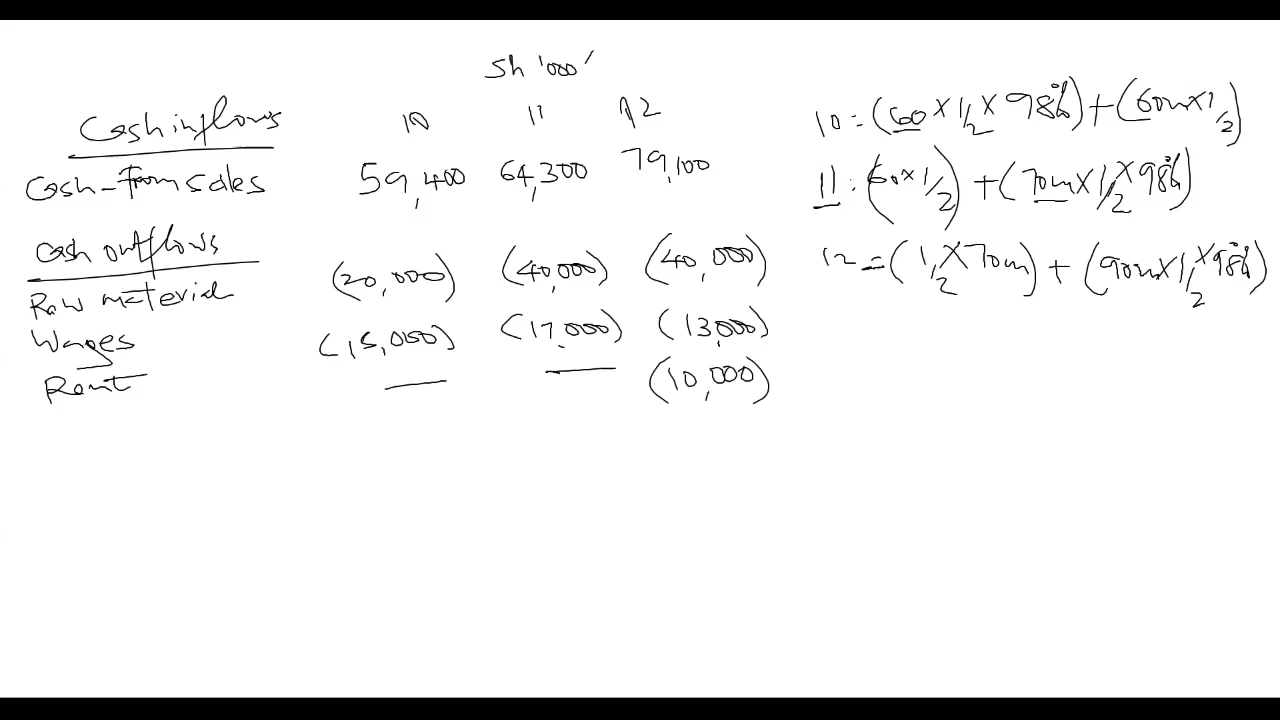 Sh '000'
Cash inflows 10 11 12
Cash from sales 59,400 64,300 79,100
Cash outflows
Raw material (20,000) (40,000) (40,000)
Wages (15,000) (17,000) (13,000)
Rent — — (10,000)
10 = (60 × 1/2 × 98%) + (60m × 1/2)
11 : (60 × 1/2) + (70m × 1/2 × 98%)
12 = (1/2 × 70m) + (90m × 1/2 × 98%)